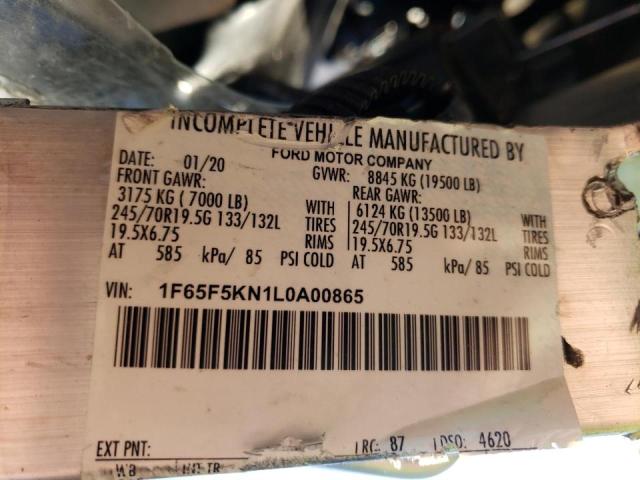 INCOMPLETE VEHICLE MANUFACTURED BY
FORD MOTOR COMPANY
DATE: 01/20 GVWR: 8845 KG (19500 LB)
FRONT GAWR: REAR GAWR:
3175 KG (7000 LB) WITH 6124 KG (13500 LB) WITH
245/70R19.5G 133/132L TIRES 245/70R19.5G 133/132L TIRES
19.5X6.75 RIMS 19.5X6.75 RIMS
AT 585 kPa/ 85 PSI COLD AT 585 kPa/ 85 PSI COLD
VIN: 1F65F5KN1L0A00865
EXT PNT: RC: 87 DSO: 4620
WB